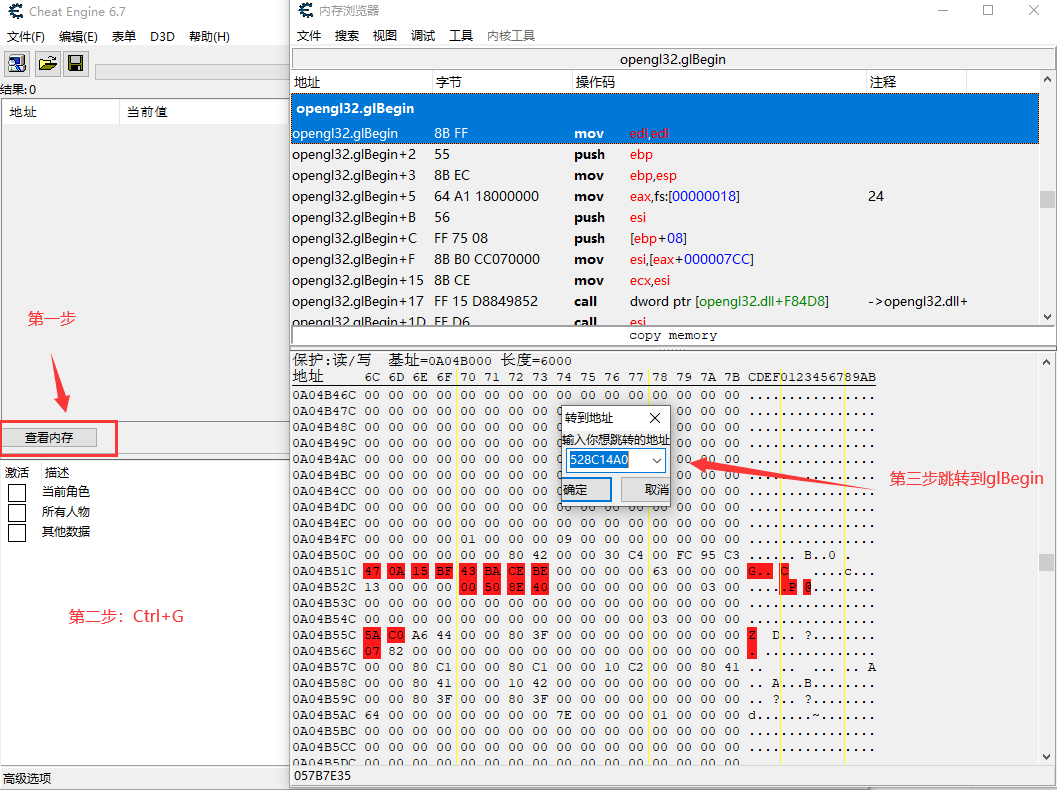 Cheat Engine 6.7
文件(F) 编辑(E) 表单 D3D 帮助(H)
结果:0
地址 当前值
第一步
查看内存
激活 描述
当前角色
所有人物
其他数据
第二步：Ctrl+G
高级选项
内存浏览器
文件 搜索 视图 调试 工具 内核工具
opengl32.glBegin
地址 字节 操作码 注释
opengl32.glBegin
opengl32.glBegin 8B FF mov edi,edi
opengl32.glBegin+2 55 push ebp
opengl32.glBegin+3 8B EC mov ebp,esp
opengl32.glBegin+5 64 A1 18000000 mov eax,fs:[00000018] 24
opengl32.glBegin+B 56 push esi
opengl32.glBegin+C FF 75 08 push [ebp+08]
opengl32.glBegin+F 8B B0 CC070000 mov esi,[eax+000007CC]
opengl32.glBegin+15 8B CE mov ecx,esi
opengl32.glBegin+17 FF 15 D8849852 call dword ptr [opengl32.dll+F84D8] ->opengl32.dll+
opengl32.glBegin+1D FF D6 call esi
copy memory
保护:读/写 基址=0A04B000 长度=6000
地址 6C 6D 6E 6F 70 71 72 73 74 75 76 77 78 79 7A 7B CDEF0123456789AB
0A04B46C 00 00 00 00 00 00 00 00 00 00 00 00 00 00 00 00 ................
0A04B47C 00 00 00 00 00 00 00 00 00 00 00 00 ................
0A04B48C 00 00 00 00 00 00 00 00 00 00 00 ................
0A04B49C 00 00 00 00 00 00 00 00 00 00 00 ................
0A04B4AC 00 00 00 00 00 00 00 00 00 00 00 ................
0A04B4BC 00 00 00 00 00 00 00 00 00 00 00 ................
0A04B4CC 00 00 00 00 00 00 00 00 00 00 00 ................
0A04B4DC 00 00 00 00 00 00 00 00 00 00 00 00 00 00 00 00 ................
0A04B4EC 00 00 00 00 00 00 00 00 00 00 00 00 00 00 00 00 ................
0A04B4FC 00 00 00 00 01 00 00 00 09 00 00 00 00 00 00 00 ................
0A04B50C 00 00 00 00 00 00 80 42 00 00 30 C4 00 FC 95 C3 ...... B..0 .
0A04B51C 47 0A 15 BF 43 BA CE BE 00 00 00 00 63 00 00 00 G.. C ....c...
0A04B52C 13 00 00 00 00 50 8E 40 00 00 00 00 00 00 03 00 .....P @........
0A04B53C 00 00 00 00 00 00 00 00 00 00 00 00 00 00 00 00 ................
0A04B54C 00 00 00 00 00 00 00 00 00 00 00 00 03 00 00 00 ................
0A04B55C 5A C0 A6 44 00 00 80 3F 00 00 00 00 00 00 00 00 Z D.. ?........
0A04B56C 07 82 00 00 00 00 00 00 00 00 00 00 00 00 00 00 . ..............
0A04B57C 00 00 80 C1 00 00 80 C1 00 00 10 C2 00 00 80 41 .. .. ... .. A
0A04B58C 00 00 80 41 00 00 10 42 00 00 00 00 00 00 00 00 .. A...B........
0A04B59C 00 00 80 3F 00 00 80 3F 00 00 00 00 00 00 00 00 .. ?.. ?........
0A04B5AC 64 00 00 00 00 00 00 00 7E 00 00 00 01 00 00 00 d.......~.......
0A04B5BC 00 00 00 00 00 00 00 00 00 00 00 00 00 00 00 00 ................
0A04B5CC 00 00 00 00 00 00 00 00 00 00 00 00 00 00 00 00 ................
0A04B5DC 00 00 00 00 00 00 00 00 00 00 00 00 00 00 00 00 ................
057B7E35
转到地址
输入你想跳转的地址
528C14A0
确定 取消
第三步跳转到glBegin